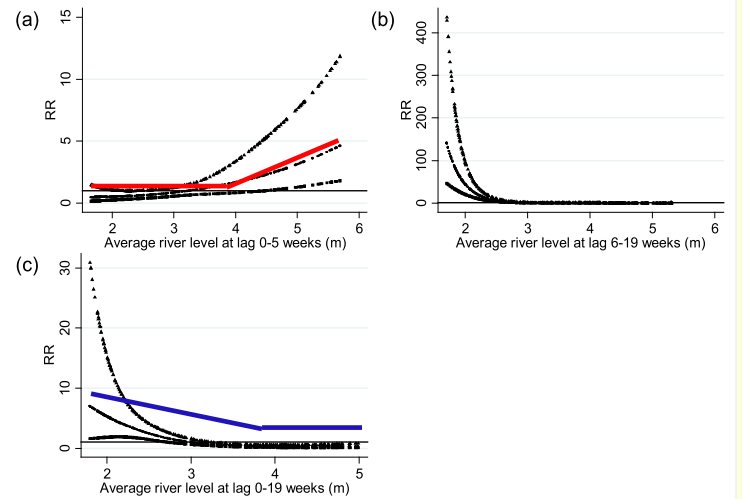 (a)
15
10
5
0
RR
2 3 4 5 6
Average river level at lag 0-5 weeks (m)
(b)
400
300
200
100
0
RR
2 3 4 5 6
Average river level at lag 6-19 weeks (m)
(c)
30
20
10
0
RR
2 3 4 5
Average river level at lag 0-19 weeks (m)